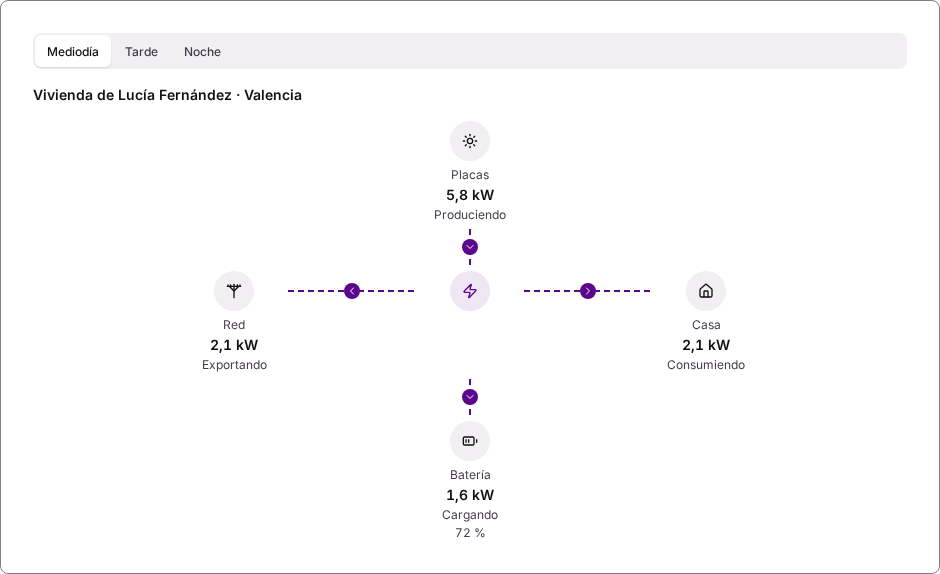 Mediodía
Tarde
Noche
Vivienda de Lucía Fernández · Valencia
Placas
5,8 kW
Produciendo
Red
2,1 kW
Exportando
Casa
2,1 kW
Consumiendo
Batería
1,6 kW
Cargando
72 %